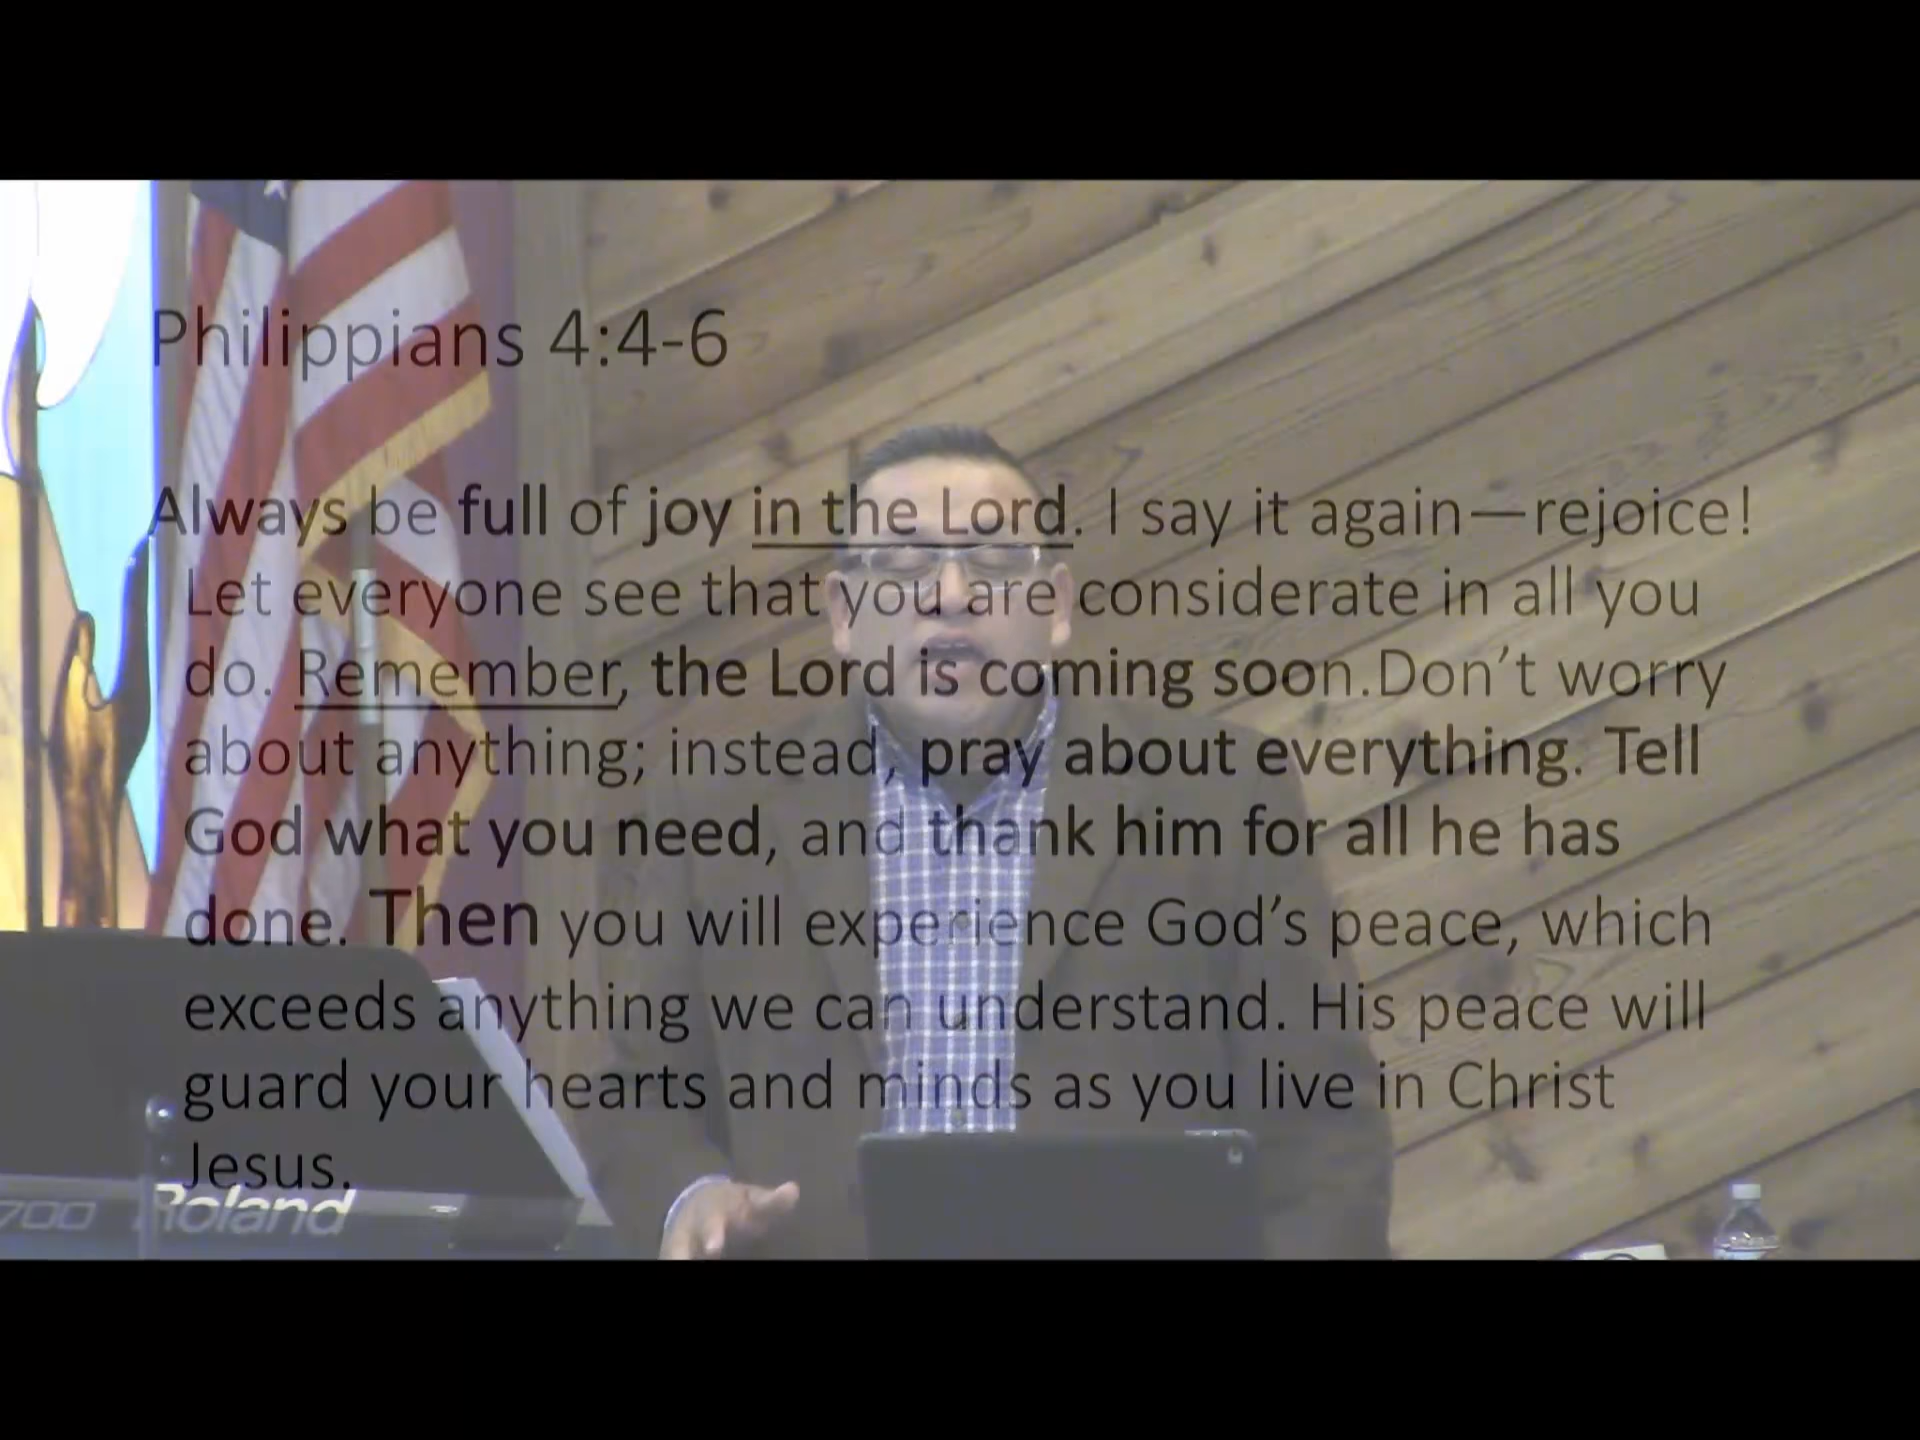 Philippians 4:4-6
Always be full of joy in the Lord. I say it again—rejoice!
Let everyone see that you are considerate in all you
do. Remember, the Lord is coming soon.Don’t worry
about anything; instead, pray about everything. Tell
God what you need, and thank him for all he has
done. Then you will experience God’s peace, which
exceeds anything we can understand. His peace will
guard your hearts and minds as you live in Christ
Jesus.
700 Roland